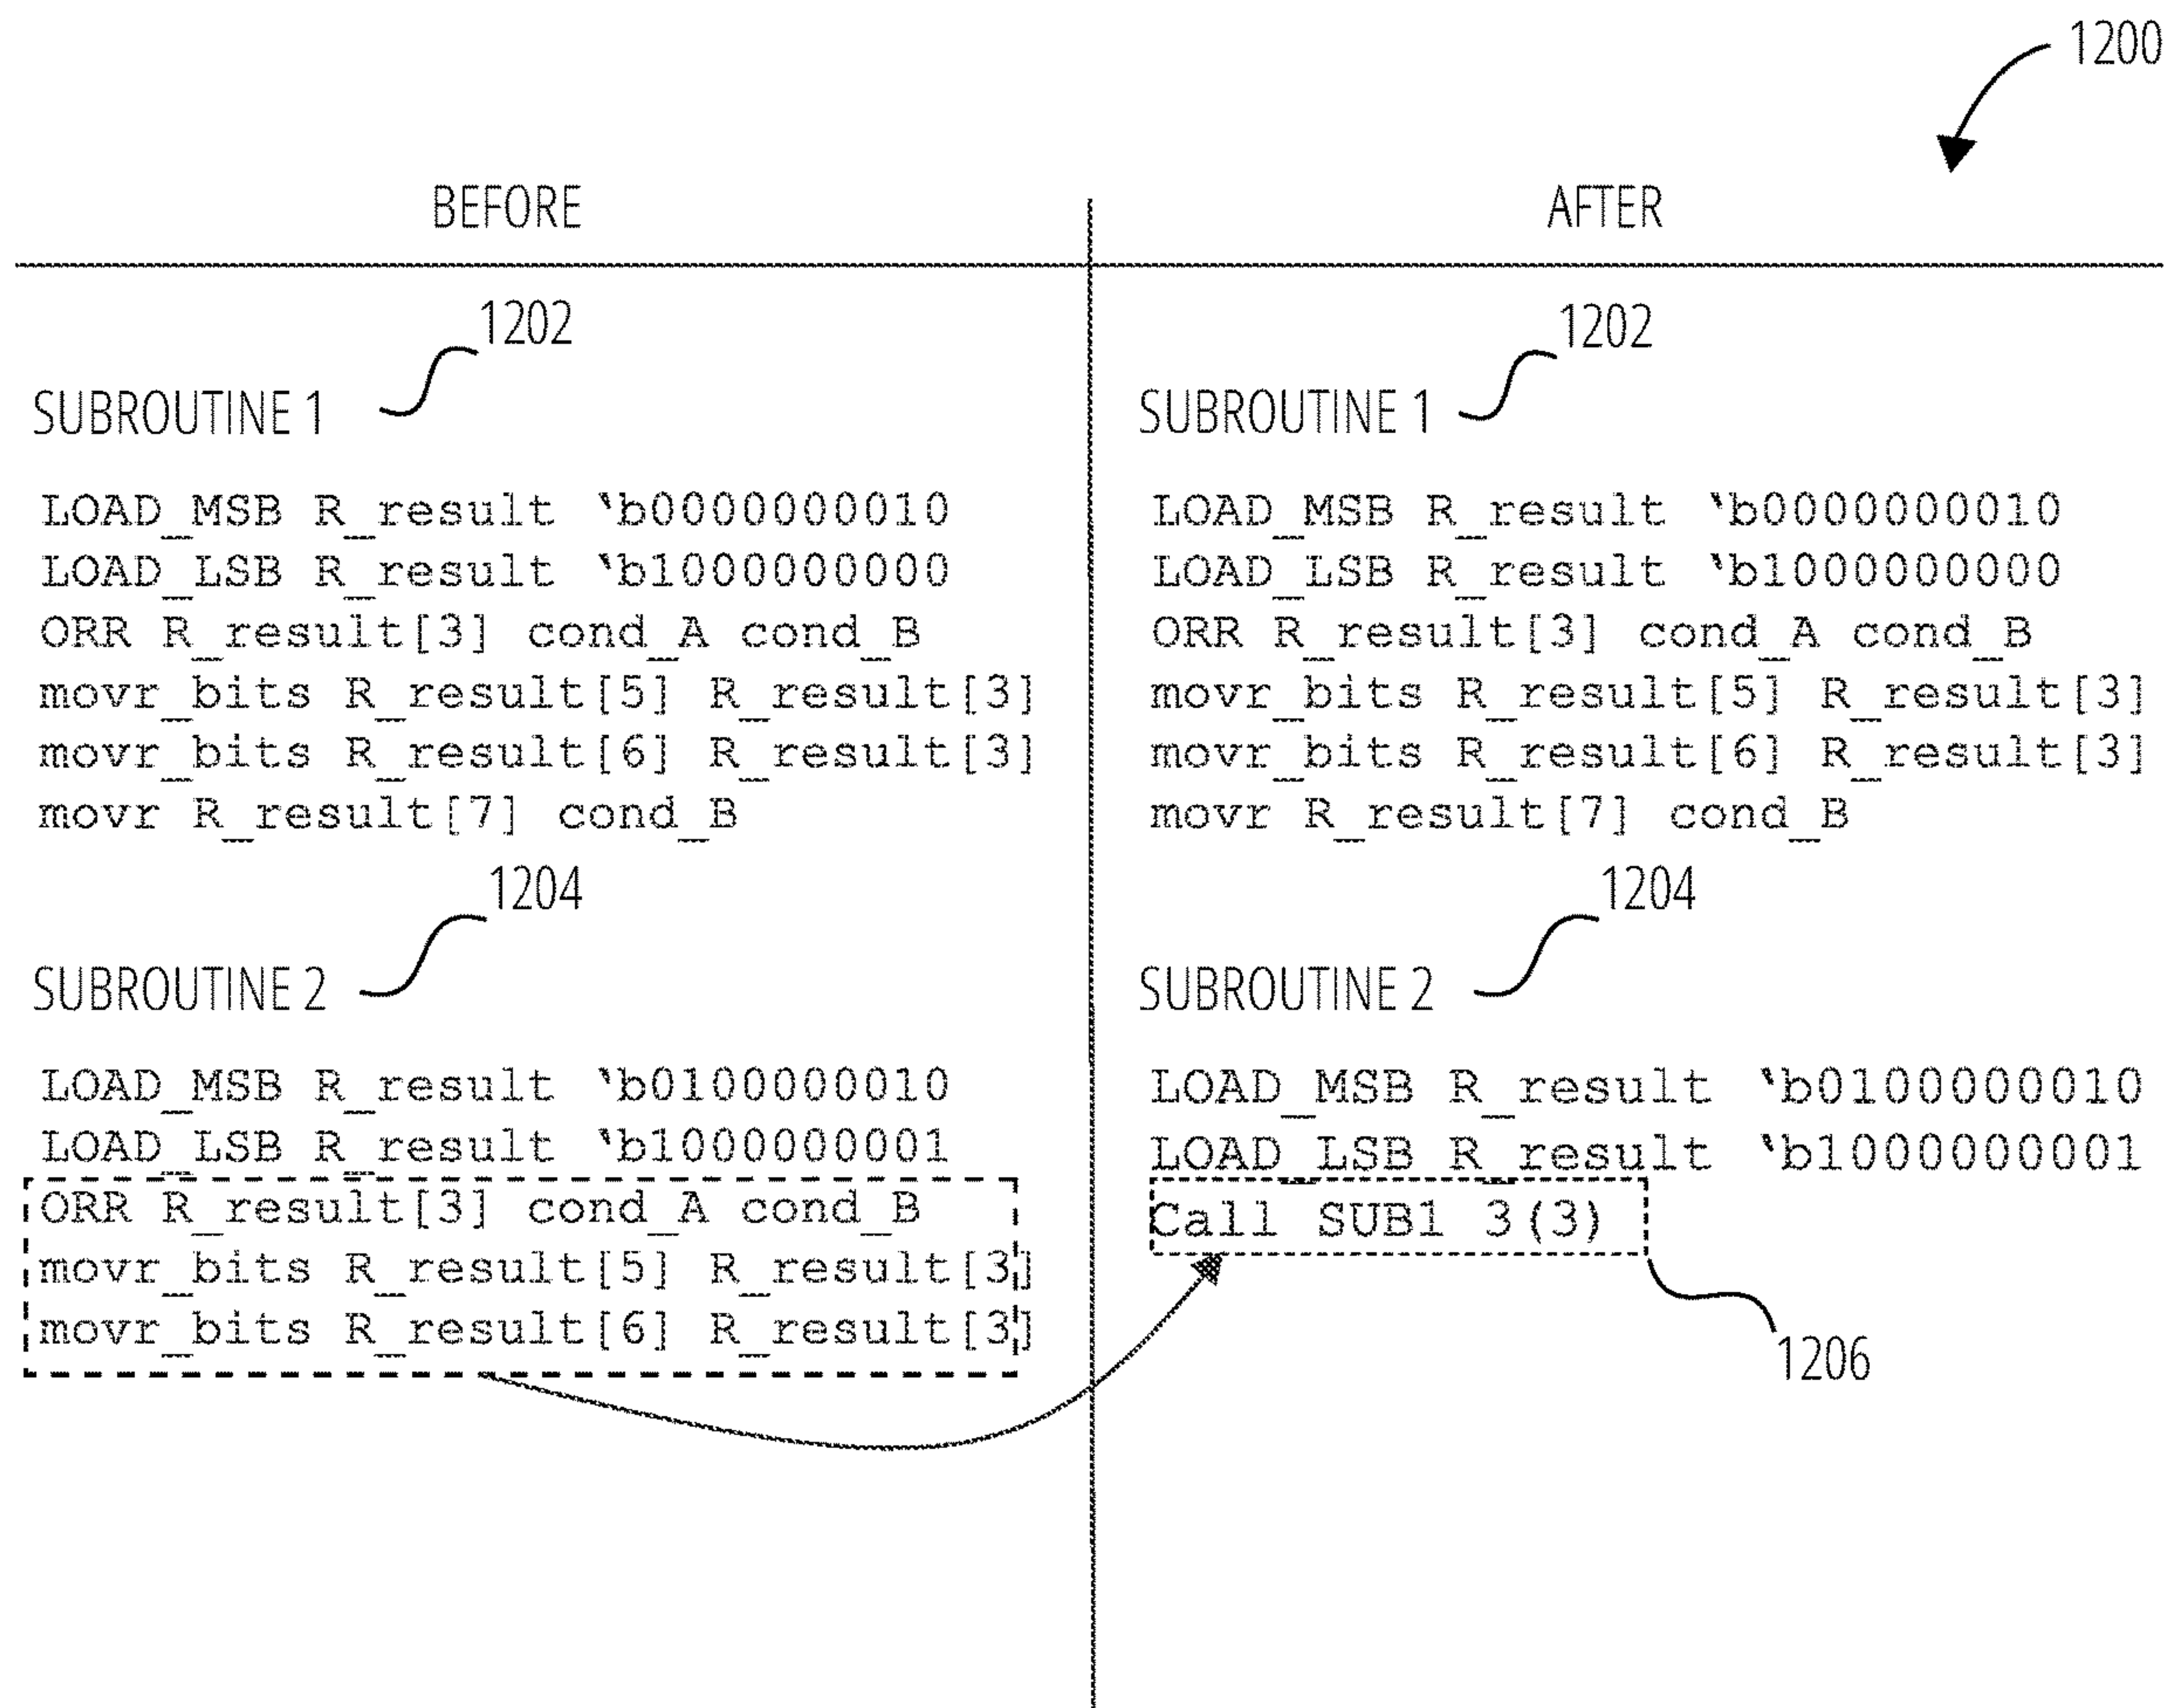 1200
BEFORE
1202
SUBROUTINE 1
LOAD_MSB R_result ‛b0000000010
LOAD_LSB R_result ‛b1000000000
ORR R_result[3] cond_A cond_B
movr_bits R_result[5] R_result[3]
movr_bits R_result[6] R_result[3]
movr R_result[7] cond_B
1204
SUBROUTINE 2
LOAD_MSB R_result ‛b0100000010
LOAD_LSB R_result ‛b1000000001
ORR R_result[3] cond_A cond_B
movr_bits R_result[5] R_result[3]
movr_bits R_result[6] R_result[3]
AFTER
1202
SUBROUTINE 1
LOAD_MSB R_result ‛b0000000010
LOAD_LSB R_result ‛b1000000000
ORR R_result[3] cond_A cond_B
movr_bits R_result[5] R_result[3]
movr_bits R_result[6] R_result[3]
movr R_result[7] cond_B
1204
SUBROUTINE 2
LOAD_MSB R_result ‛b0100000010
LOAD_LSB R_result ‛b1000000001
Call SUB1 3(3)
1206